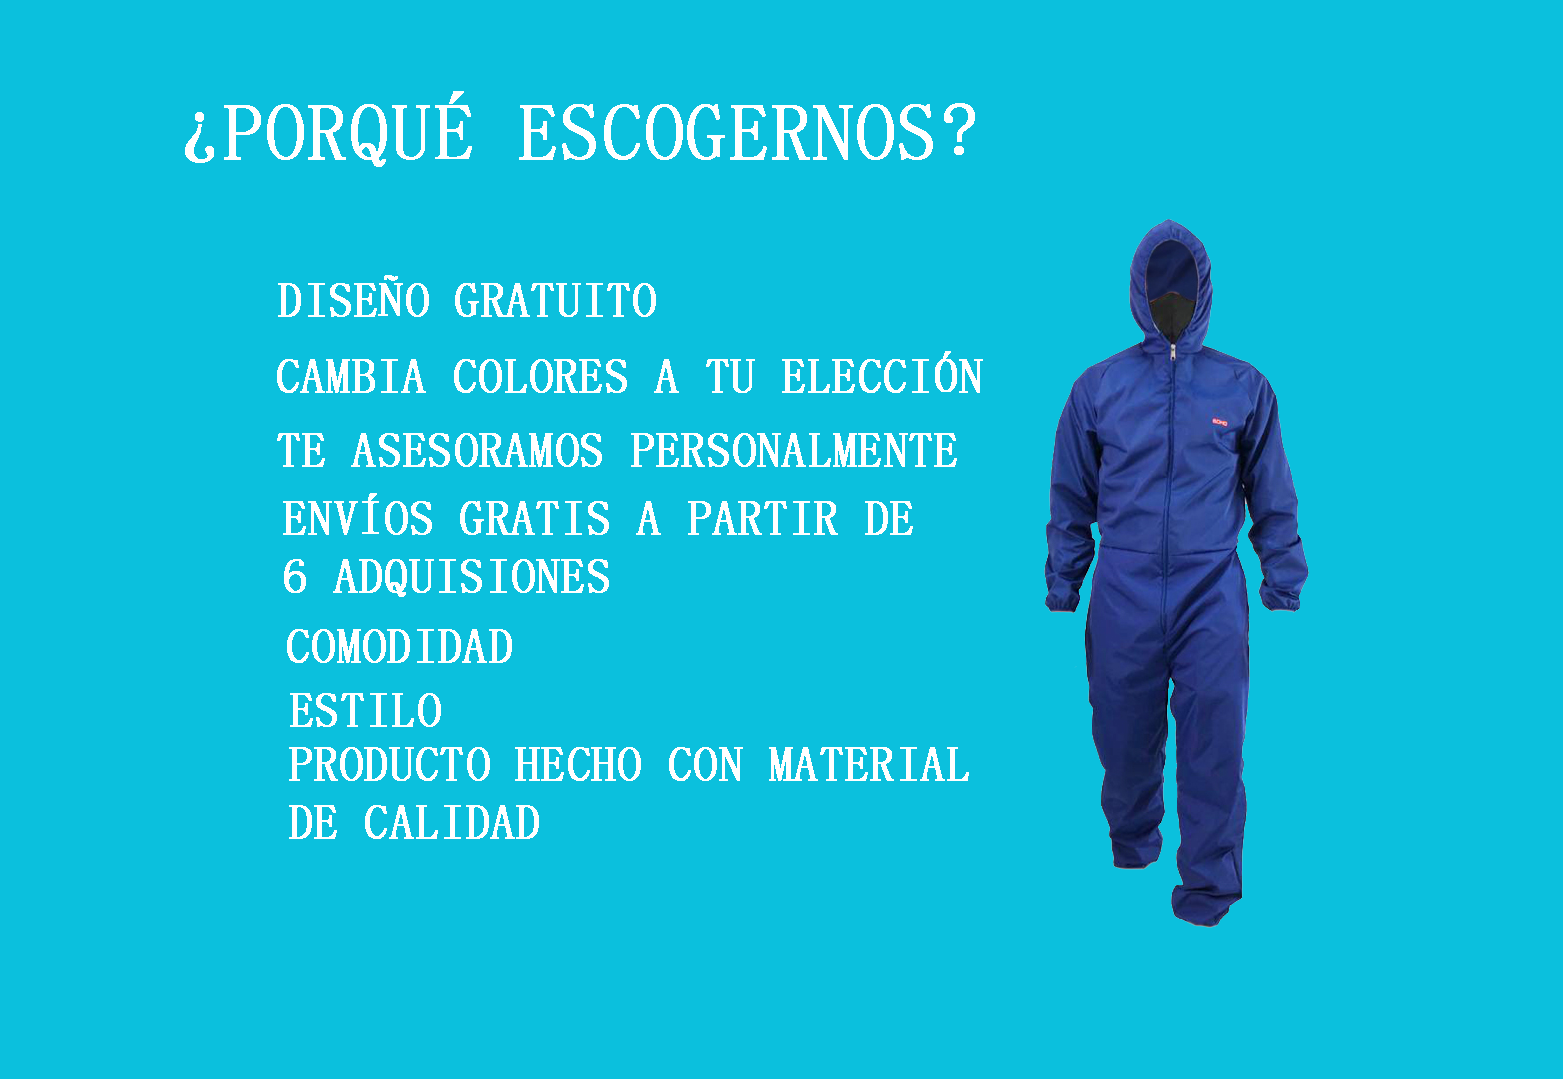 ¿PORQUÉ ESCOGERNOS?
DISEÑO GRATUITO
CAMBIA COLORES A TU ELECCIÓN
TE ASESORAMOS PERSONALMENTE
ENVÍOS GRATIS A PARTIR DE
6 ADQUISIONES
COMODIDAD
ESTILO
PRODUCTO HECHO CON MATERIAL
DE CALIDAD